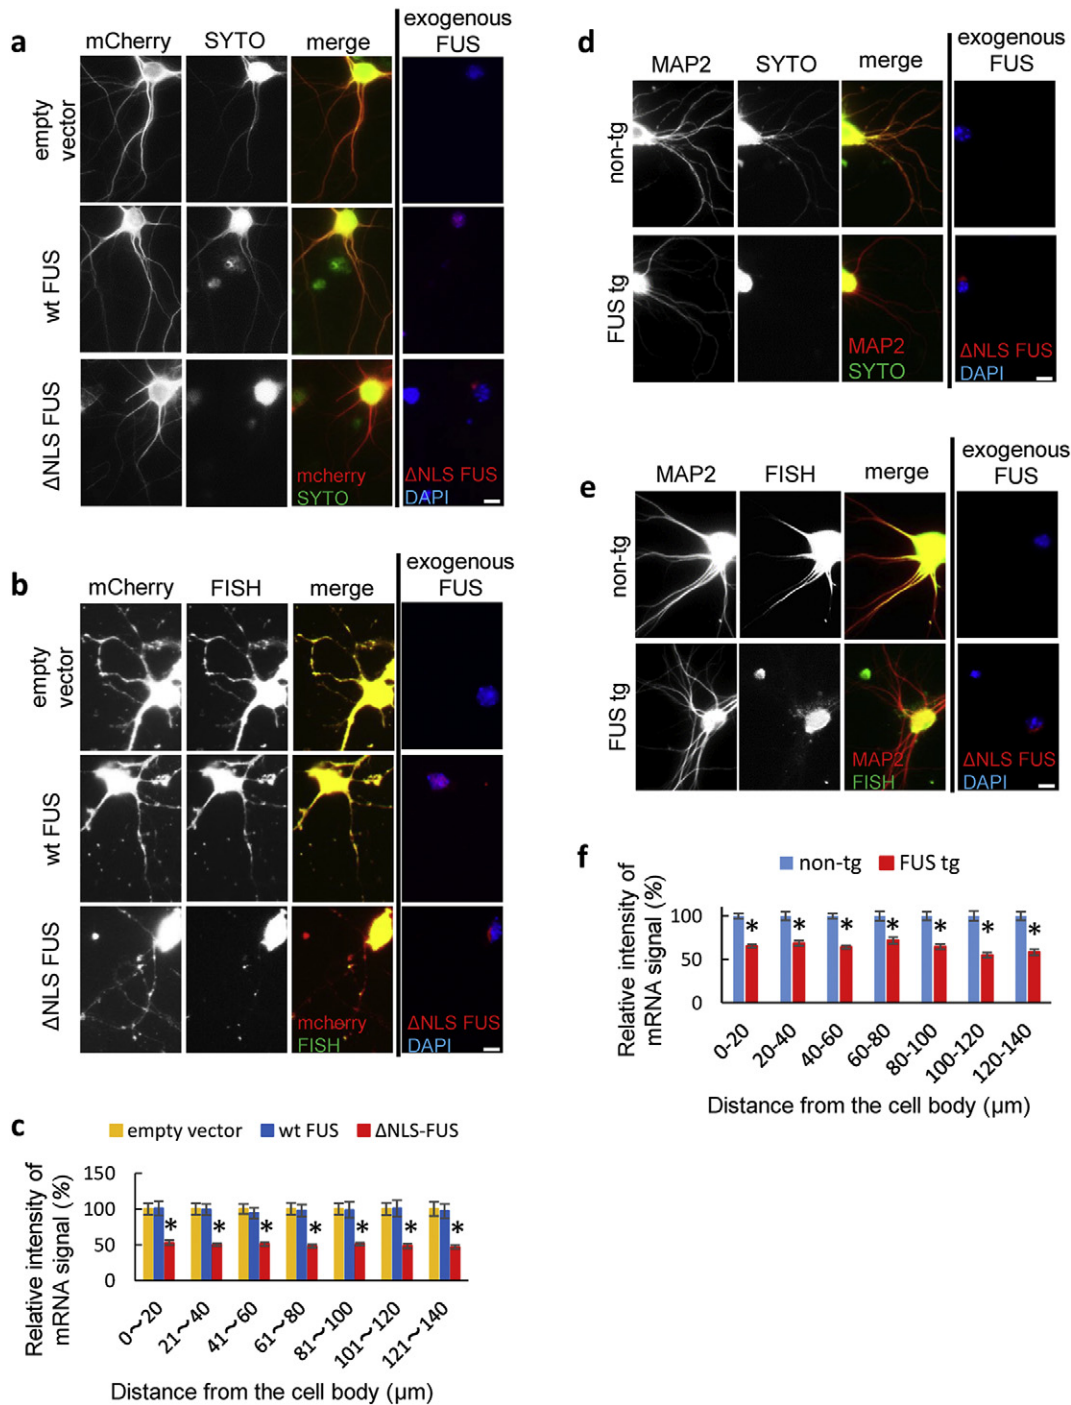 a
mCherry SYTO merge exogenous FUS
empty vector
wt FUS
ΔNLS FUS
mcherry
SYTO
ΔNLS FUS
DAPI
b
mCherry FISH merge exogenous FUS
empty vector
wt FUS
ΔNLS FUS
mcherry
FISH
ΔNLS FUS
DAPI
c
empty vector wt FUS ΔNLS-FUS
Relative intensity of
mRNA signal (%)
150
100
50
0
* * * * * * *
0～20 21～40 41～60 61～80 81～100 101～120 121～140
Distance from the cell body (μm)
d
MAP2 SYTO merge exogenous FUS
non-tg
FUS tg
MAP2
SYTO
ΔNLS FUS
DAPI
e
MAP2 FISH merge exogenous FUS
non-tg
FUS tg
MAP2
FISH
ΔNLS FUS
DAPI
f
non-tg FUS tg
Relative intensity of
mRNA signal (%)
100
50
0
* * * * * * *
0-20 20-40 40-60 60-80 80-100 100-120 120-140
Distance from the cell body (μm)